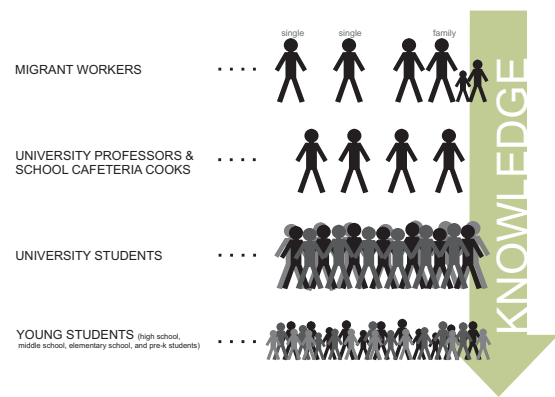 single single family
MIGRANT WORKERS
UNIVERSITY PROFESSORS &
SCHOOL CAFETERIA COOKS
UNIVERSITY STUDENTS
YOUNG STUDENTS (high school,
middle school, elementary school, and pre-k students)
KNOWLEDGE